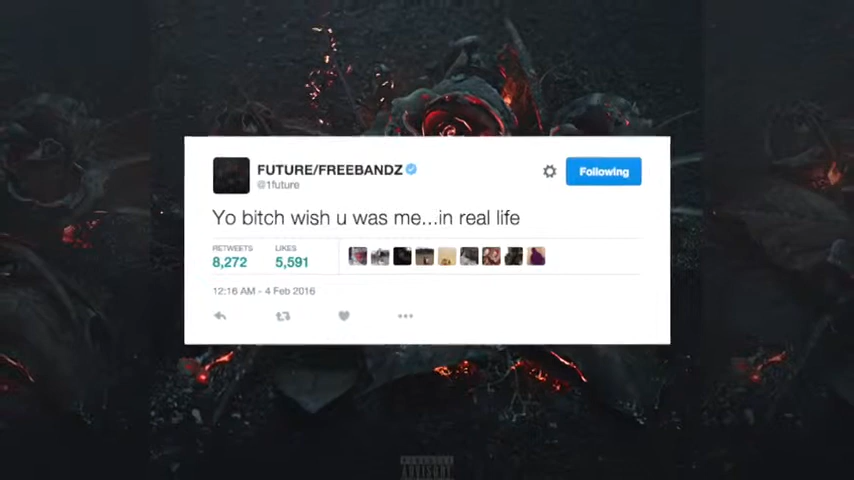 FUTURE/FREEBANDZ
@1future
Following
Yo bitch wish u was me...in real life
RETWEETS LIKES
8,272 5,591
12:16 AM - 4 Feb 2016
ADVISORY